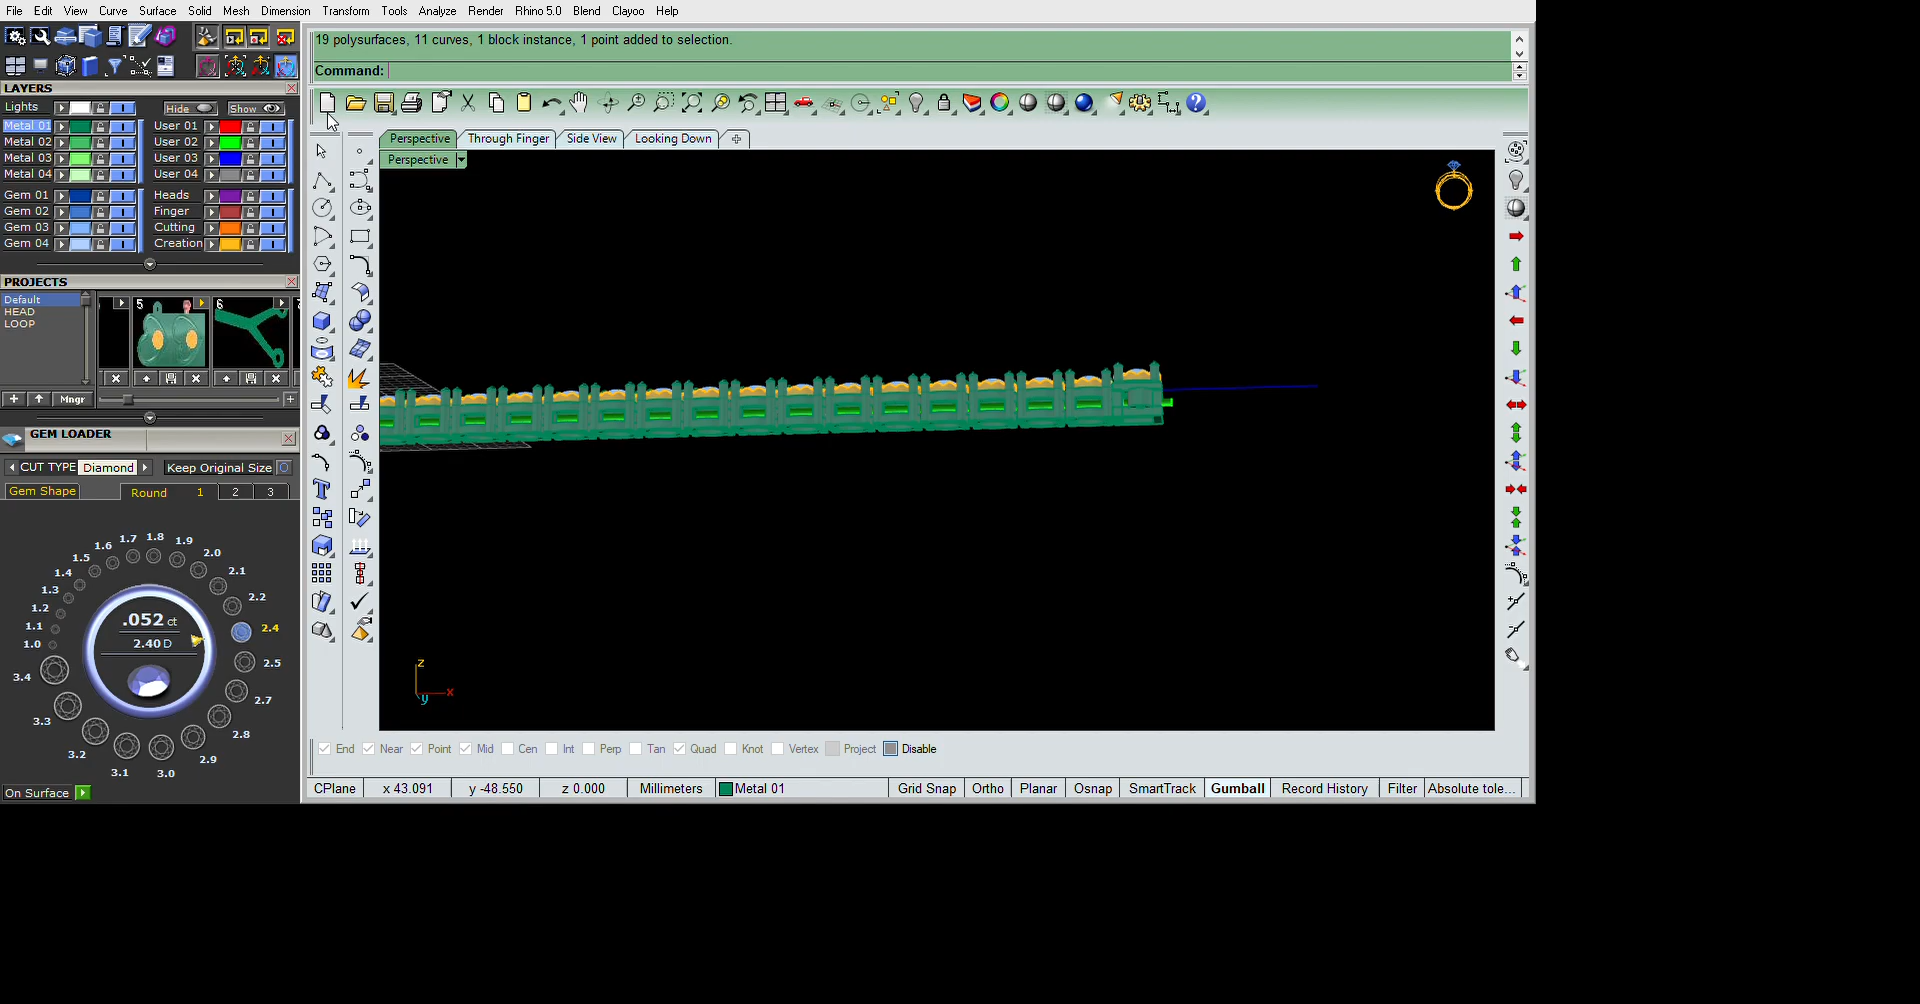 File Edit View Curve Surface Solid Mesh Dimension Transform Tools Analyze Render Rhino 5.0 Blend Clayoo Help
19 polysurfaces, 11 curves, 1 block instance, 1 point added to selection.
Command:
LAYERS
Lights Hide Show
Metal 01 User 01
Metal 02 User 02
Metal 03 User 03
Metal 04 User 04
Gem 01 Heads
Gem 02 Finger
Gem 03 Cutting
Gem 04 Creation
PROJECTS
Default
HEAD
LOOP
5 6
Mngr
GEM LOADER
CUT TYPE Diamond Keep Original Size
Gem Shape Round 1 2 3
1.0
1.1
1.2
1.3
1.4
1.5
1.6
1.7
1.8
1.9
2.0
2.1
2.2
2.4
2.5
2.7
2.8
2.9
3.0
3.1
3.2
3.3
3.4
.052 ct
2.40 D
On Surface
Perspective Through Finger Side View Looking Down
Perspective
z
x
y
End Near Point Mid Cen Int Perp Tan Quad Knot Vertex Project Disable
CPlane x 43.091 y -48.550 z 0.000 Millimeters Metal 01 Grid Snap Ortho Planar Osnap SmartTrack Gumball Record History Filter Absolute tole...